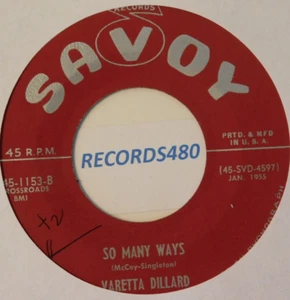 RECORDS
SAVOY
PRTD. & MFD
IN U.S.A.
45 R.P.M.
RECORDS480
45-1153-B
(45-SVD-4597)
JAN. 1955
BMI
X2
SO MANY WAYS
(McCoy-Singleton)
VARETTA DILLARD